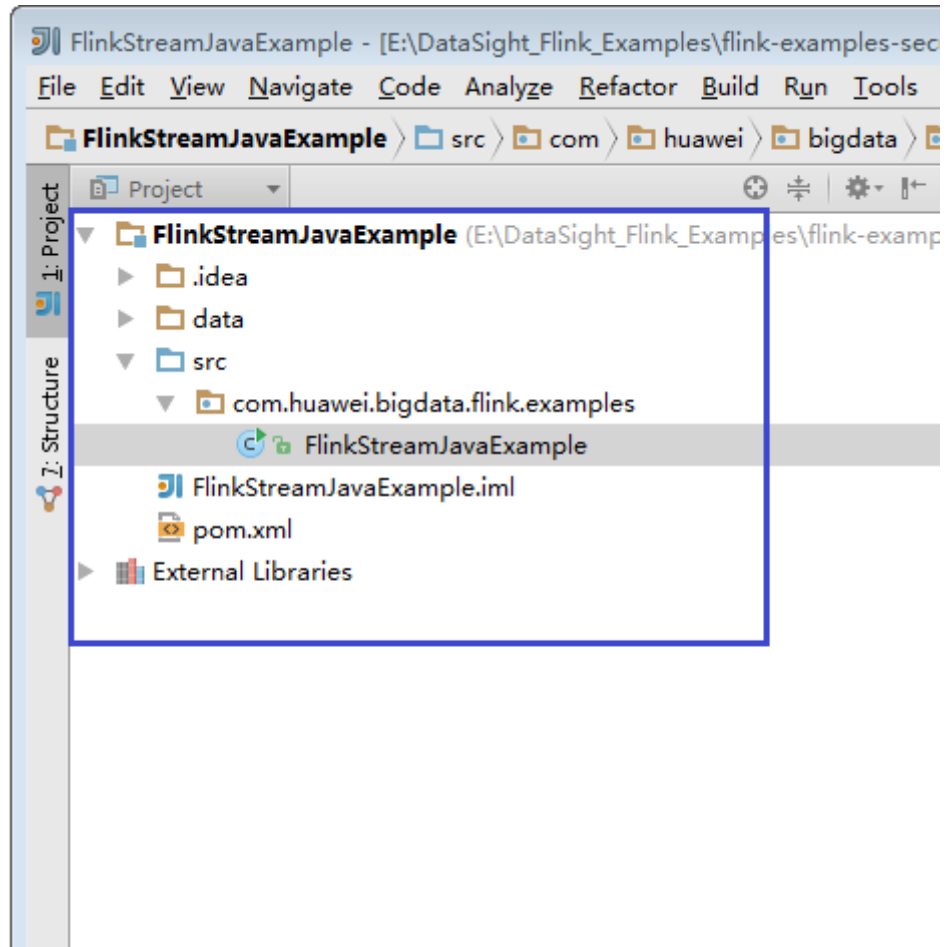 FlinkStreamJavaExample - [E:\DataSight_Flink_Examples\flink-examples-sec
File Edit View Navigate Code Analyze Refactor Build Run Tools
FlinkStreamJavaExample src com huawei bigdata
Project
1: Project
7: Structure
FlinkStreamJavaExample (E:\DataSight_Flink_Examples\flink-examp
.idea
data
src
com.huawei.bigdata.flink.examples
FlinkStreamJavaExample
FlinkStreamJavaExample.iml
pom.xml
External Libraries